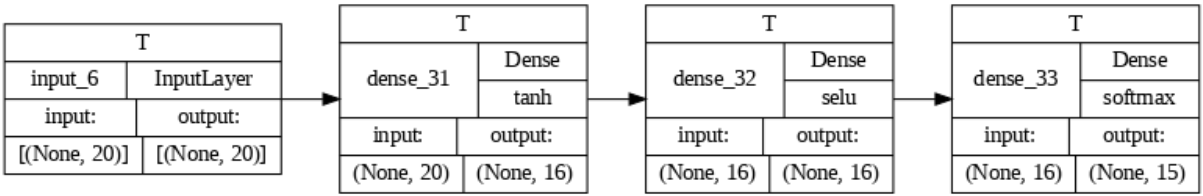 T
input_6 InputLayer
input: output:
[(None, 20)] [(None, 20)]
T
dense_31 Dense
tanh
input: output:
(None, 20) (None, 16)
T
dense_32 Dense
selu
input: output:
(None, 16) (None, 16)
T
dense_33 Dense
softmax
input: output:
(None, 16) (None, 15)